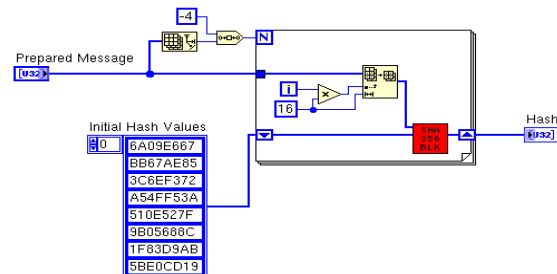 -4
N
Prepared Message
[U32]
i
16
Initial Hash Values
0
6A09E667
BB67AE85
3C6EF372
A54FF53A
510E527F
9B05688C
1F83D9AB
5BE0CD19
SHA
256
BLK
Hash
[U32]